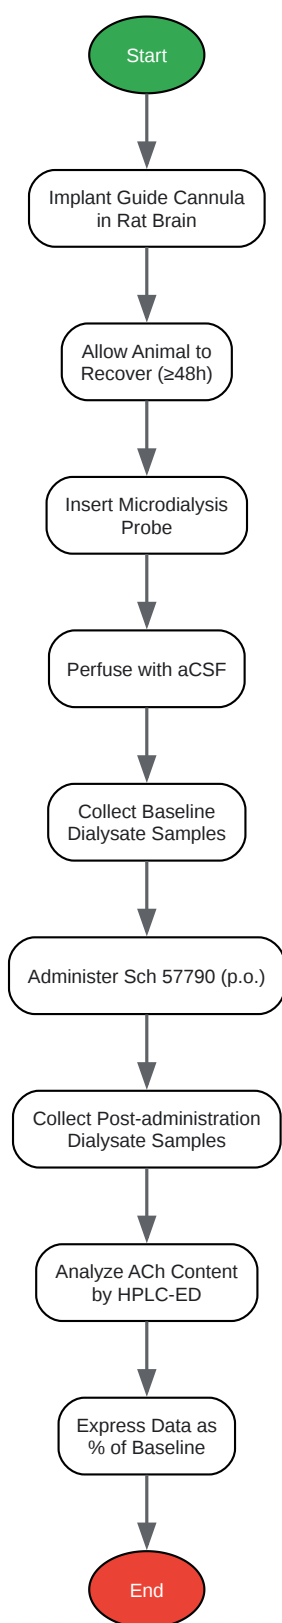 Start
Implant Guide Cannula
in Rat Brain
Allow Animal to
Recover (≥48h)
Insert Microdialysis
Probe
Perfuse with aCSF
Collect Baseline
Dialysate Samples
Administer Sch 57790 (p.o.)
Collect Post-administration
Dialysate Samples
Analyze ACh Content
by HPLC-ED
Express Data as
% of Baseline
End